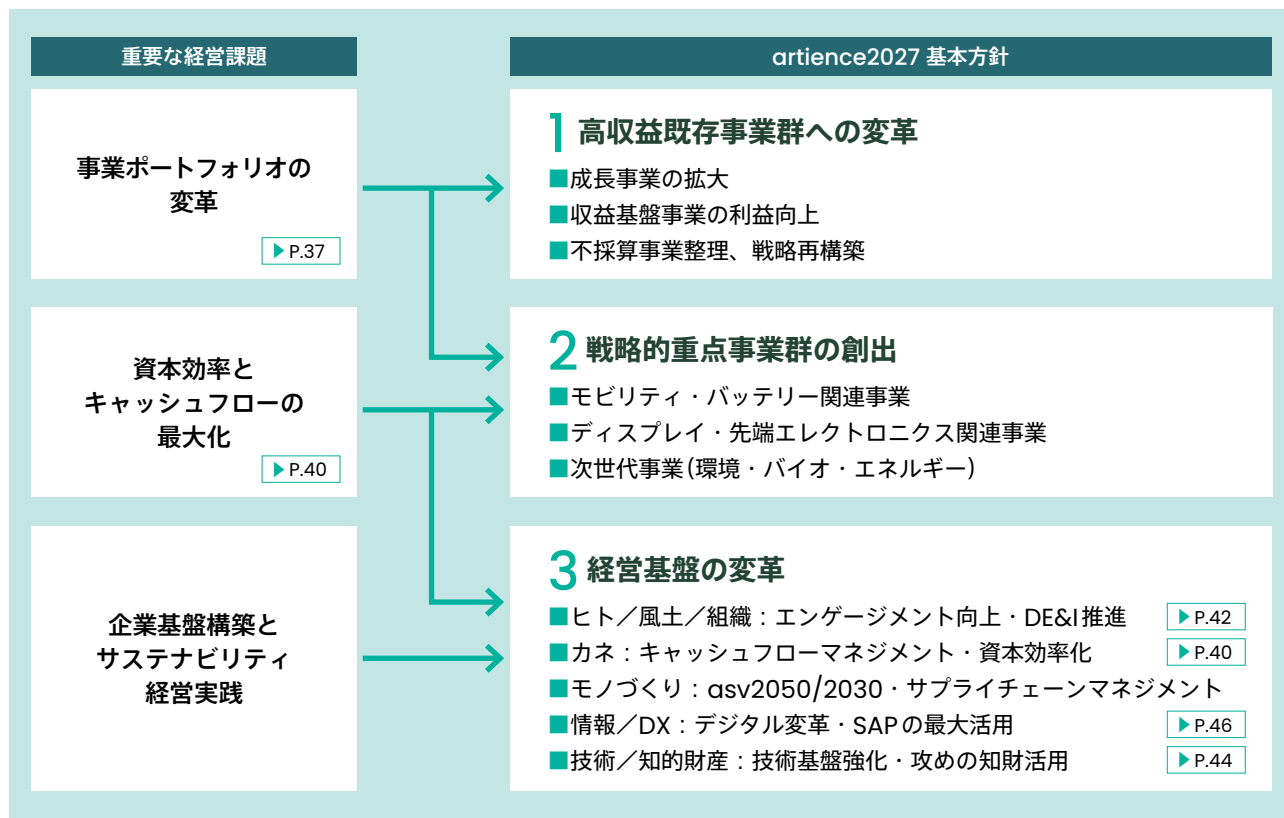 重要な経営課題
事業ポートフォリオの
変革
▶P.37
資本効率と
キャッシュフローの
最大化
▶P.40
企業基盤構築と
サステナビリティ
経営実践
artience2027 基本方針
1 高収益既存事業群への変革
■成長事業の拡大
■収益基盤事業の利益向上
■不採算事業整理、戦略再構築
2 戦略的重点事業群の創出
■モビリティ・バッテリー関連事業
■ディスプレイ・先端エレクトロニクス関連事業
■次世代事業(環境・バイオ・エネルギー)
3 経営基盤の変革
■ヒト／風土／組織：エンゲージメント向上・DE&I推進 ▶P.42
■カネ：キャッシュフローマネジメント・資本効率化 ▶P.40
■モノづくり：asv2050/2030・サプライチェーンマネジメント
■情報／DX：デジタル変革・SAPの最大活用 ▶P.46
■技術／知的財産：技術基盤強化・攻めの知財活用 ▶P.44